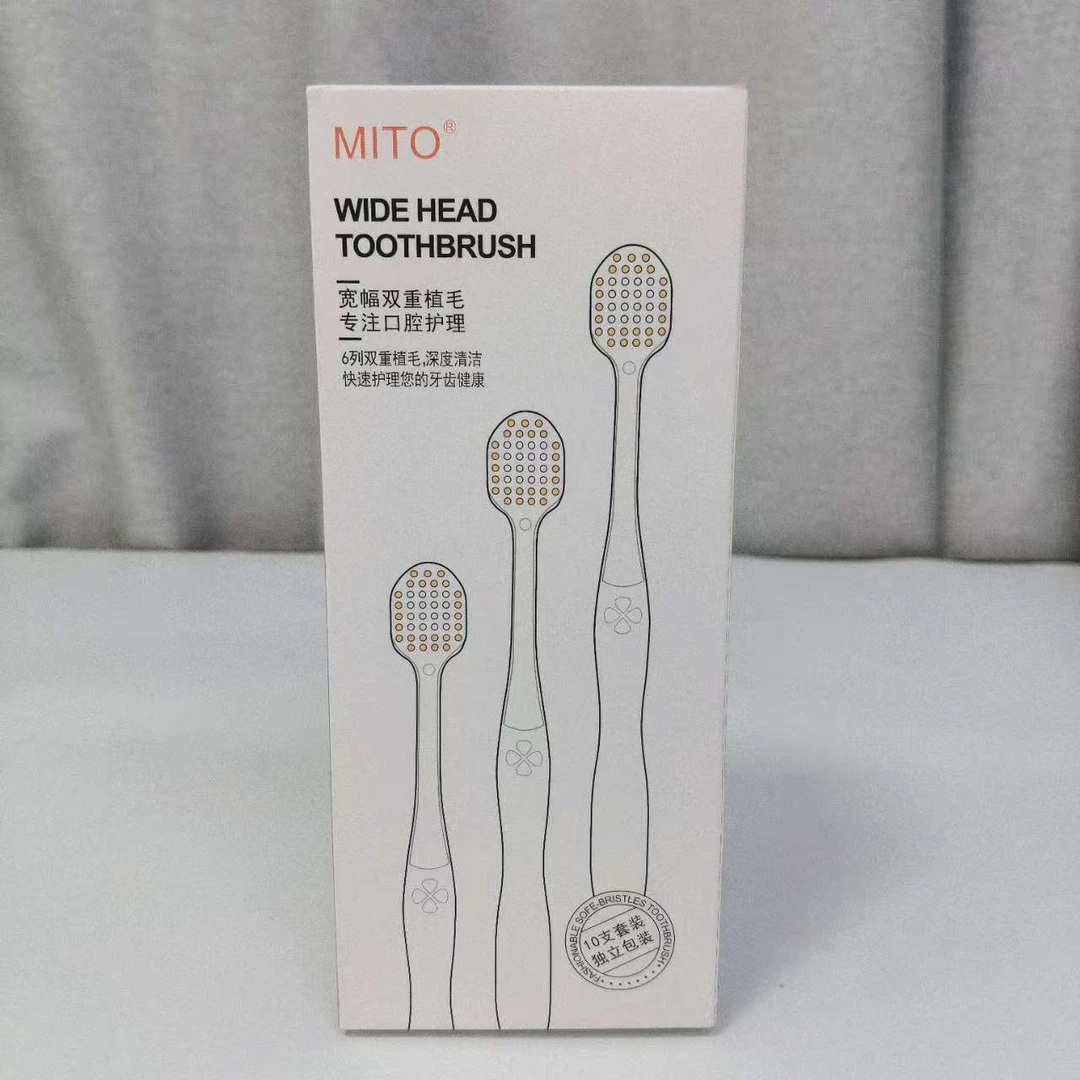 MITO®
WIDE HEAD
TOOTHBRUSH
宽幅双重植毛
专注口腔护理
6列双重植毛,深度清洁
快速护理您的牙齿健康
•FASHIONABLE SOFE-BRISTLES TOOTHBRUSH•
10支套装
独立包装